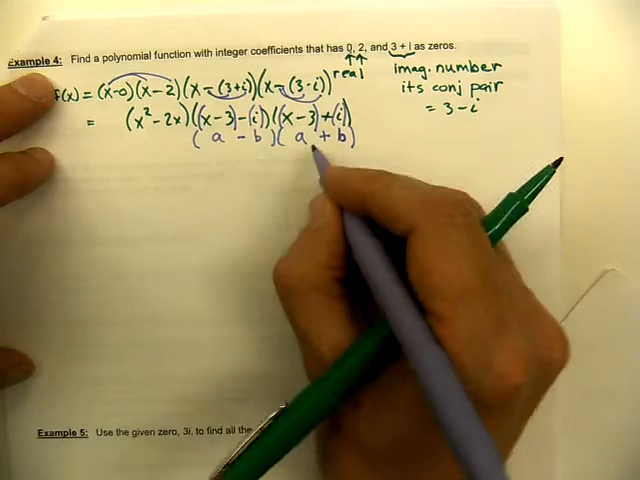 Example 4: Find a polynomial function with integer coefficients that has 0, 2, and 3 + i as zeros.
real
imag. number
its conj pair
= 3 - i
f(x) = (x-0)(x-2)(x-(3+i))(x-(3-i))
= (x²-2x)((x-3)-(i))((x-3)+(i))
(a - b)(a + b)
Example 5: Use the given zero, 3i, to find all the